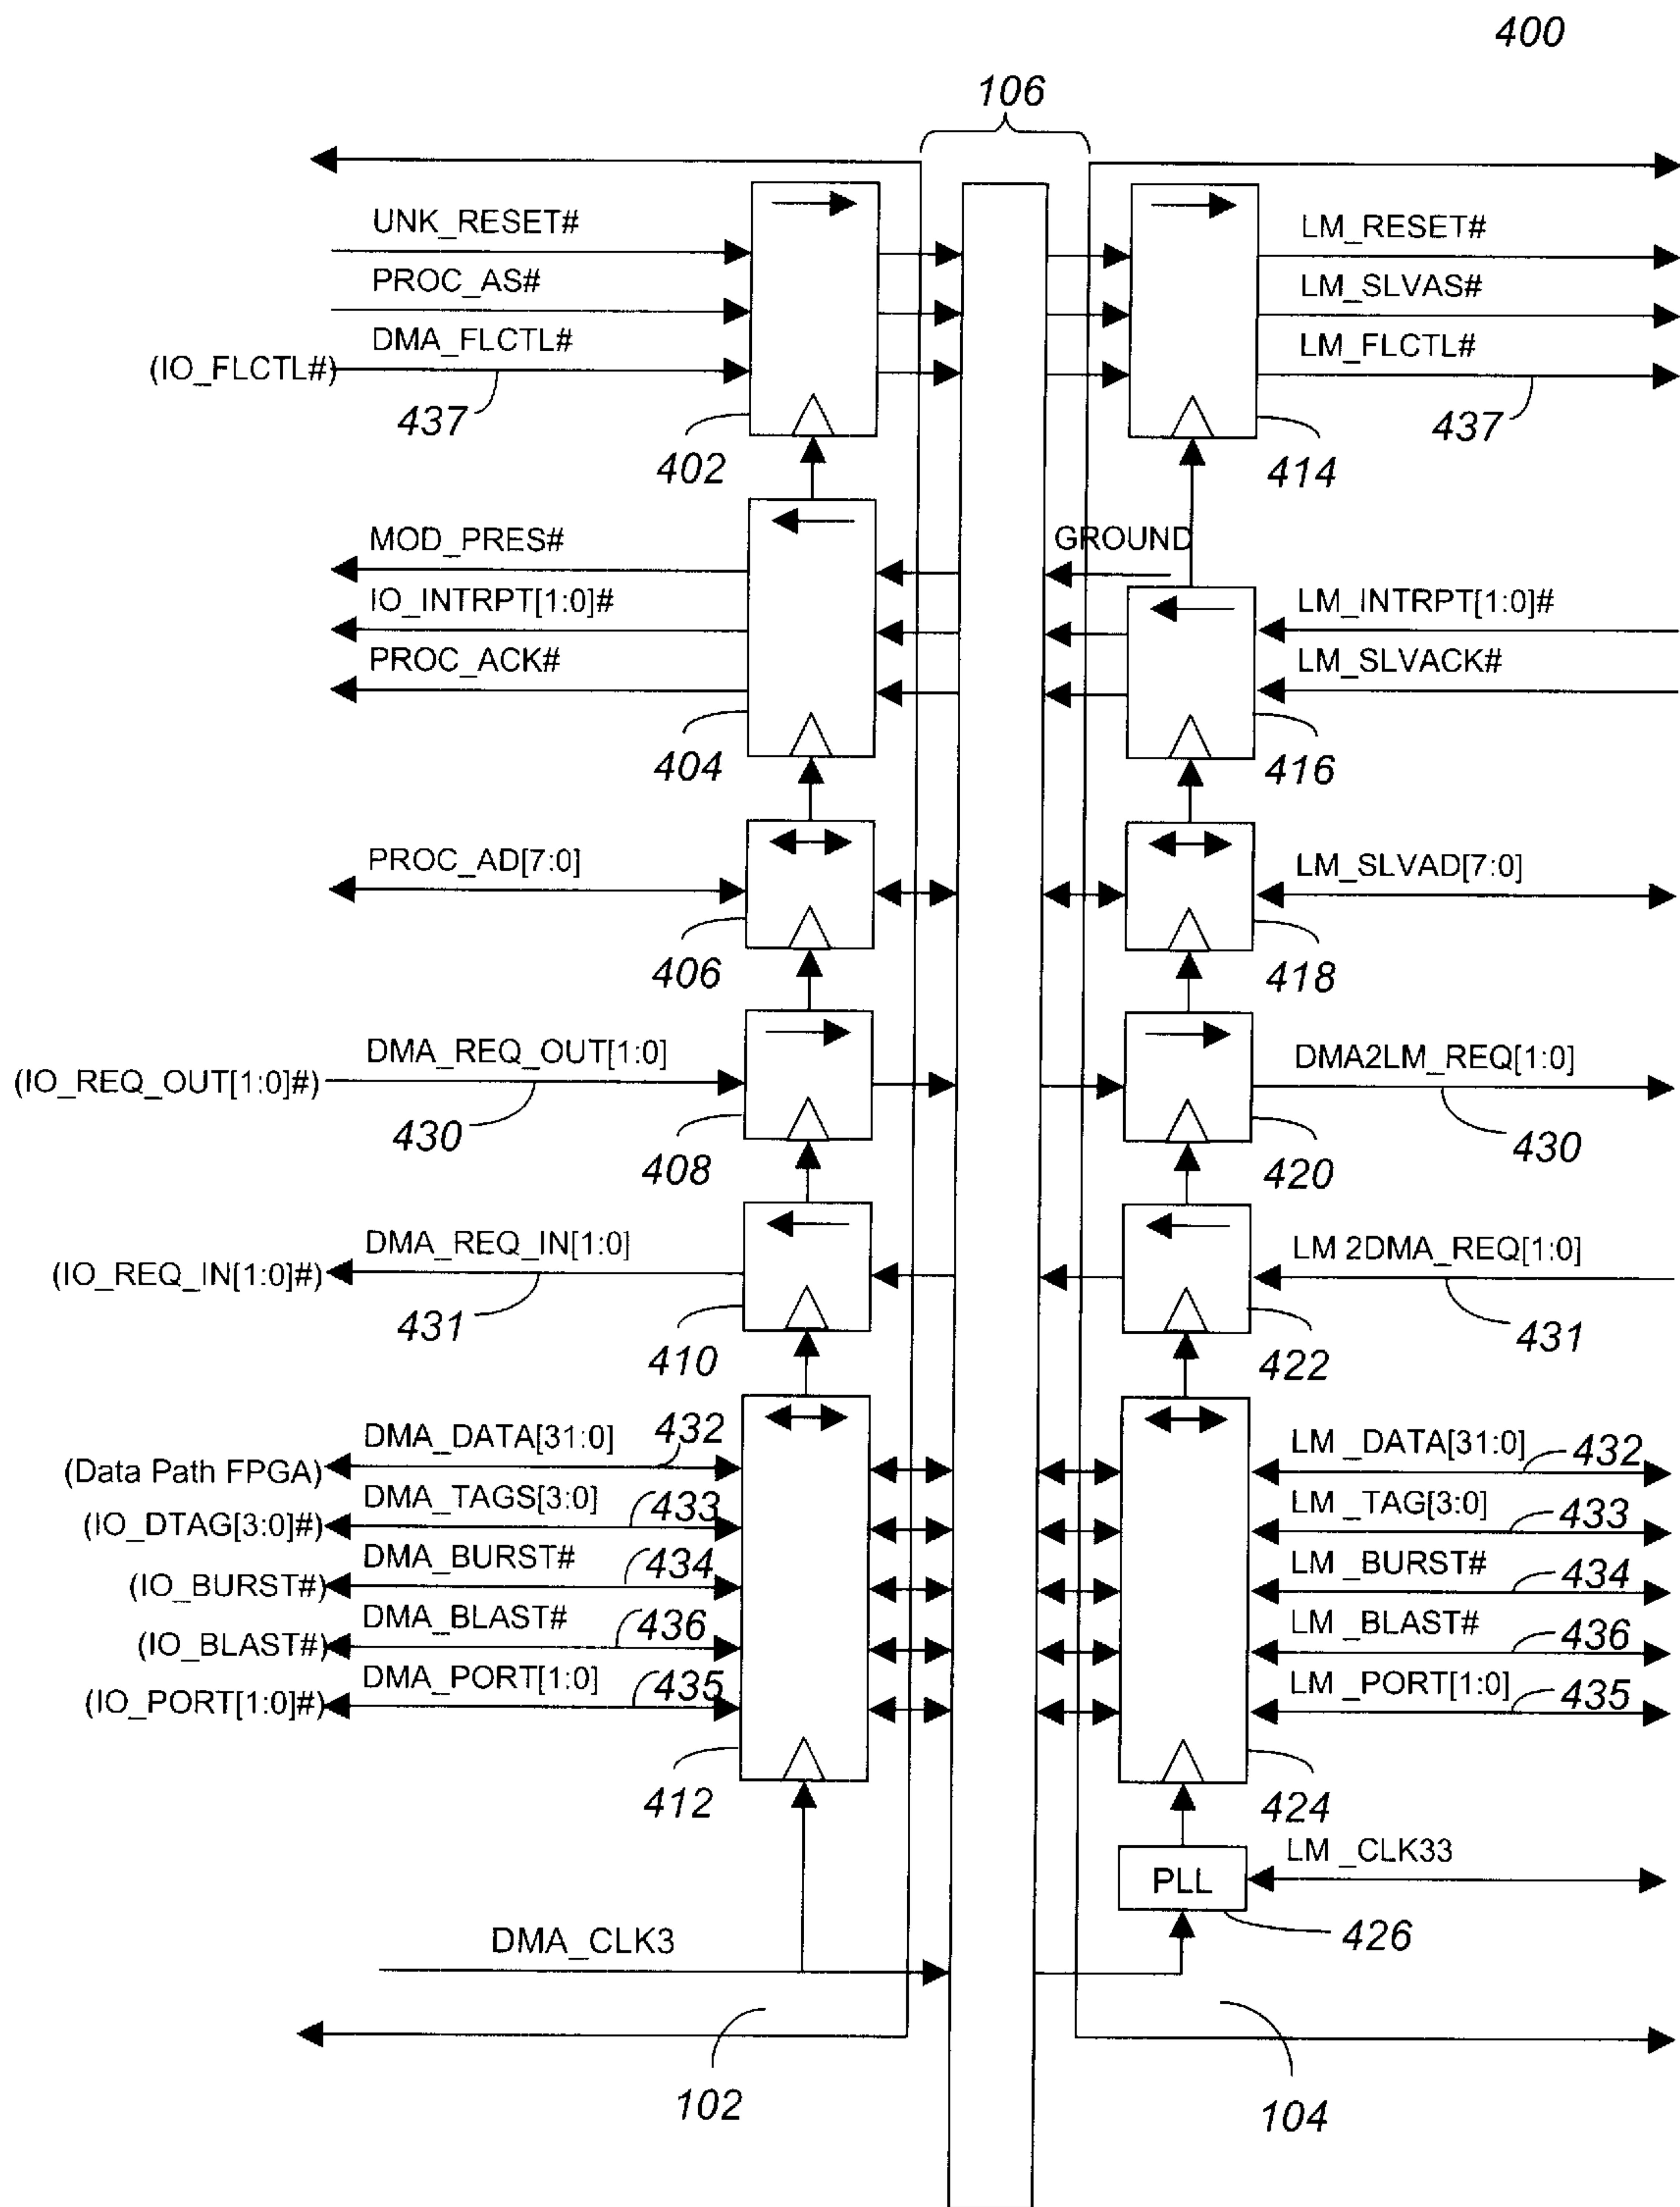 400
106
UNK_RESET# LM_RESET#
PROC_AS# LM_SLVAS#
(IO_FLCTL#) DMA_FLCTL# LM_FLCTL#
437 402 414 437
MOD_PRES# GROUND
IO_INTRPT[1:0]# LM_INTRPT[1:0]#
PROC_ACK# LM_SLVACK#
404 416
PROC_AD[7:0] LM_SLVAD[7:0]
406 418
(IO_REQ_OUT[1:0]#) DMA_REQ_OUT[1:0] DMA2LM_REQ[1:0]
430 408 420 430
(IO_REQ_IN[1:0]#) DMA_REQ_IN[1:0] LM 2DMA_REQ[1:0]
431 410 422 431
(Data Path FPGA) DMA_DATA[31:0] 432 LM _DATA[31:0] 432
(IO_DTAG[3:0]#) DMA_TAGS[3:0] 433 LM _TAG[3:0] 433
(IO_BURST#) DMA_BURST# 434 LM _BURST# 434
(IO_BLAST#) DMA_BLAST# 436 LM _BLAST# 436
(IO_PORT[1:0]#) DMA_PORT[1:0] 435 LM _PORT[1:0] 435
412 424
PLL LM _CLK33
426
DMA_CLK3
102 104